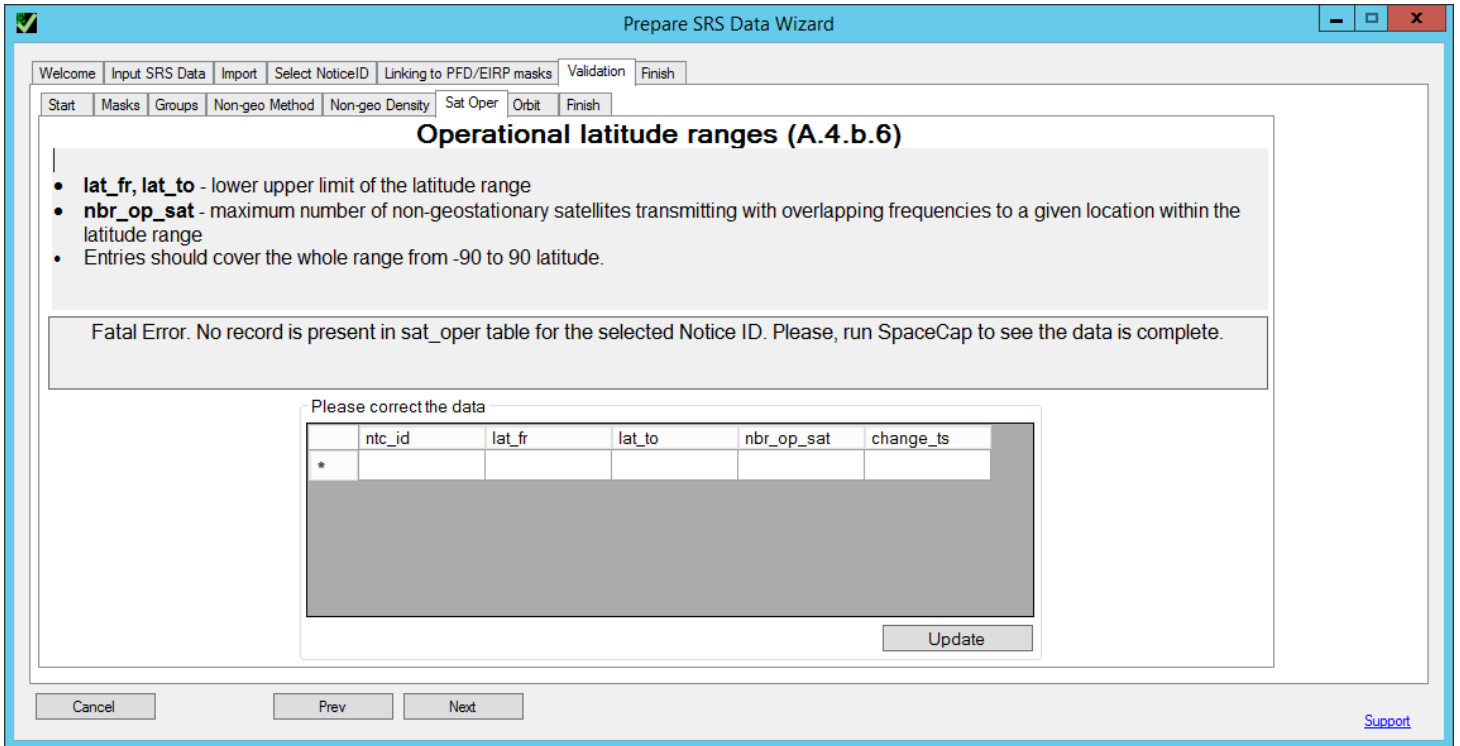 Prepare SRS Data Wizard
x
Welcome Input SRS Data Import Select NoticeID Linking to PFD/EIRP masks Validation Finish
Start Masks Groups Non-geo Method Non-geo Density Sat Oper Orbit Finish
Operational latitude ranges (A.4.b.6)
• lat_fr, lat_to - lower upper limit of the latitude range
• nbr_op_sat - maximum number of non-geostationary satellites transmitting with overlapping frequencies to a given location within the
latitude range
• Entries should cover the whole range from -90 to 90 latitude.
Fatal Error. No record is present in sat_oper table for the selected Notice ID. Please, run SpaceCap to see the data is complete.
Please correct the data
ntc_id lat_fr lat_to nbr_op_sat change_ts
*
Update
Cancel Prev Next
Support